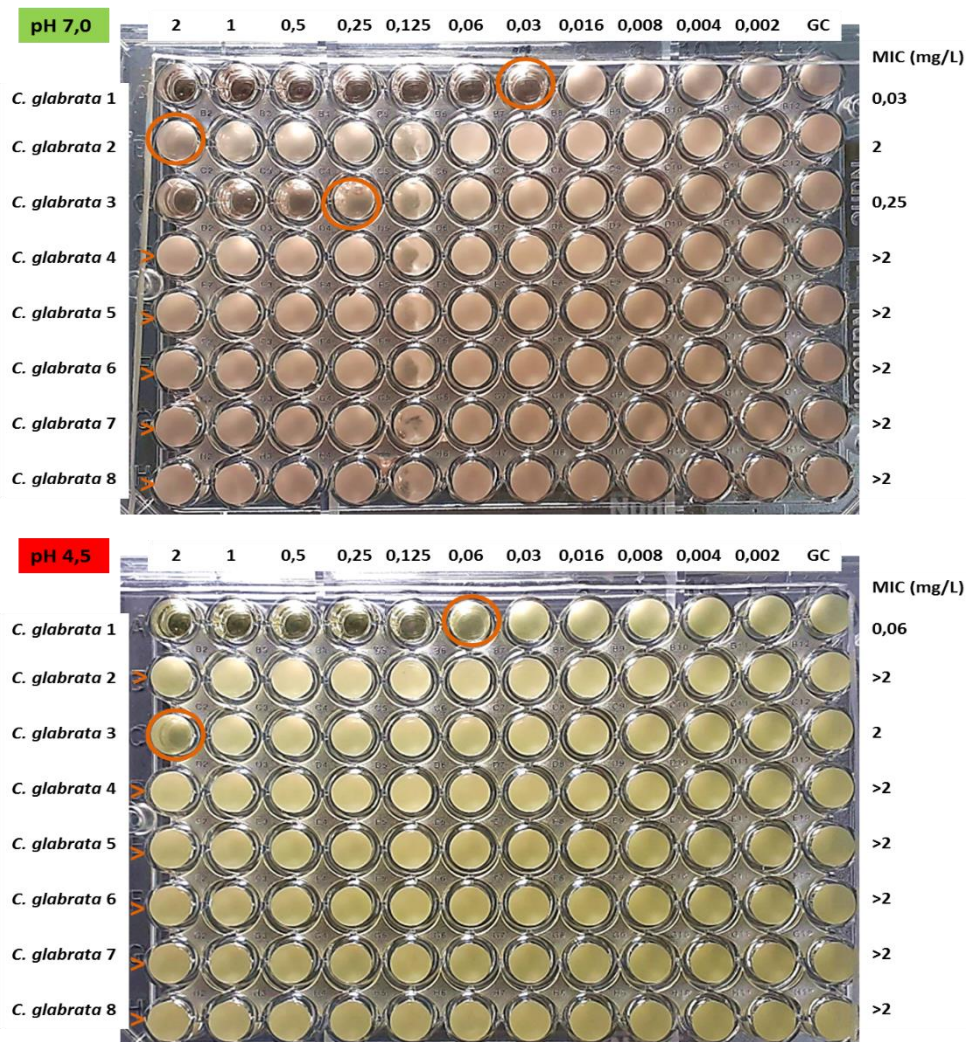 pH 7,0 2 1 0,5 0,25 0,125 0,06 0,03 0,016 0,008 0,004 0,002 GC
MIC (mg/L)
C. glabrata 1 0,03
C. glabrata 2 2
C. glabrata 3 0,25
C. glabrata 4 >2
C. glabrata 5 >2
C. glabrata 6 >2
C. glabrata 7 >2
C. glabrata 8 >2
pH 4,5 2 1 0,5 0,25 0,125 0,06 0,03 0,016 0,008 0,004 0,002 GC
MIC (mg/L)
C. glabrata 1 0,06
C. glabrata 2 >2
C. glabrata 3 2
C. glabrata 4 >2
C. glabrata 5 >2
C. glabrata 6 >2
C. glabrata 7 >2
C. glabrata 8 >2